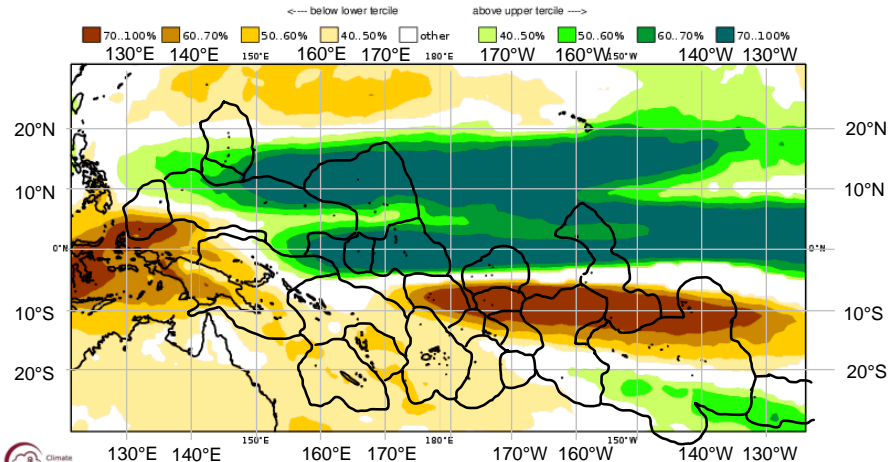 <---- below lower tercile above upper tercile ---->
70..100% 60..70% 50..60% 40..50% other 40..50% 50..60% 60..70% 70..100%
130°E 140°E 150°E 160°E 170°E 180°E 170°W 160°W 150°W 140°W 130°W
20°N 20°N
10°N 10°N
0°N 0°N
10°S 10°S
20°S 20°S
130°E 140°E 150°E 160°E 170°E 180°E 170°W 160°W 150°W 140°W 130°W
Climate